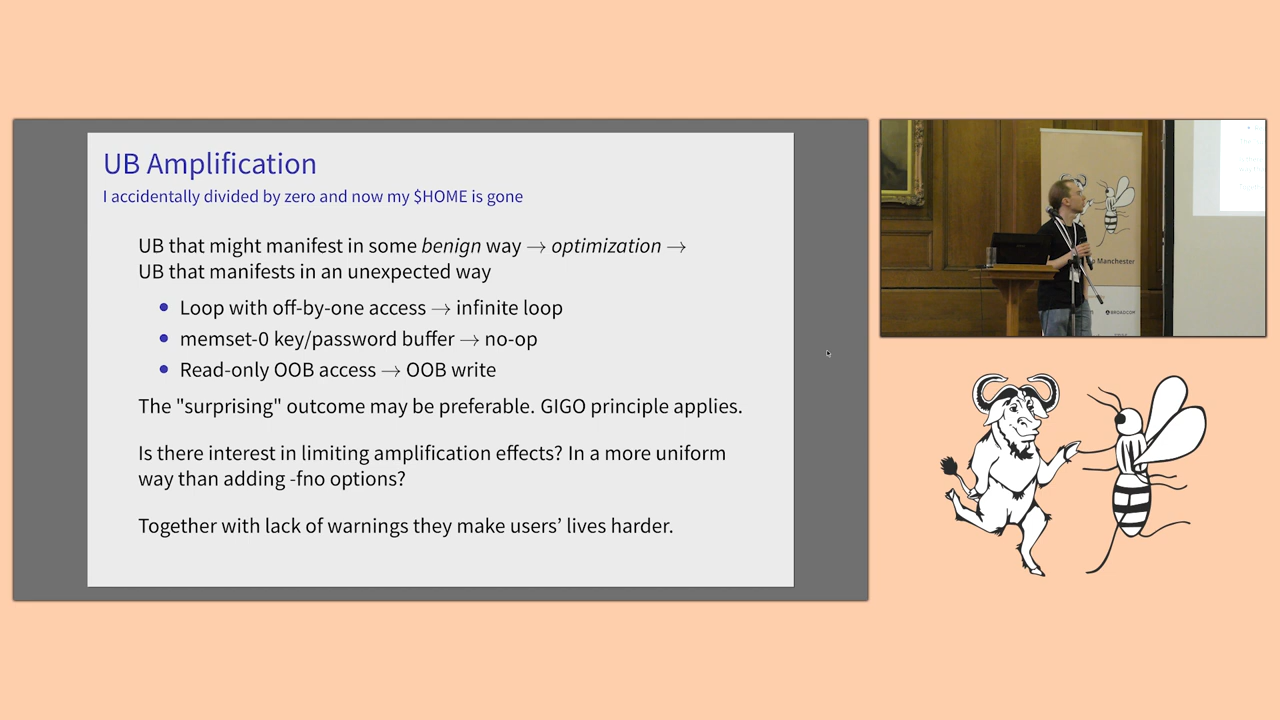 UB Amplification
I accidentally divided by zero and now my $HOME is gone
UB that might manifest in some benign way → optimization →
UB that manifests in an unexpected way
• Loop with off-by-one access → infinite loop
• memset-0 key/password buffer → no-op
• Read-only OOB access → OOB write
The "surprising" outcome may be preferable. GIGO principle applies.
Is there interest in limiting amplification effects? In a more uniform
way than adding -fno options?
Together with lack of warnings they make users’ lives harder.
Manchester
BROADCOM